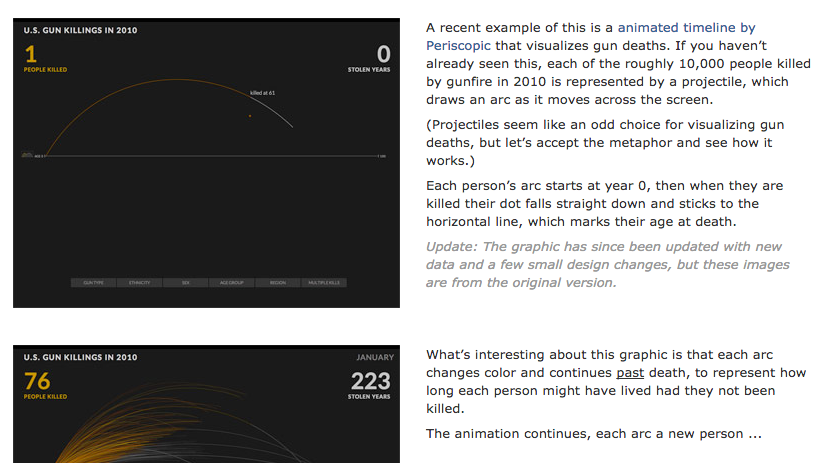 U.S. GUN KILLINGS IN 2010
1
PEOPLE KILLED
0
STOLEN YEARS
killed at 61
GUN TYPE ETHNICITY SEX AGE GROUP REGION MULTIPLE KILLS
A recent example of this is a animated timeline by
Periscopic that visualizes gun deaths. If you haven’t
already seen this, each of the roughly 10,000 people killed
by gunfire in 2010 is represented by a projectile, which
draws an arc as it moves across the screen.
(Projectiles seem like an odd choice for visualizing gun
deaths, but let’s accept the metaphor and see how it
works.)
Each person’s arc starts at year 0, then when they are
killed their dot falls straight down and sticks to the
horizontal line, which marks their age at death.
Update: The graphic has since been updated with new
data and a few small design changes, but these images
are from the original version.
U.S. GUN KILLINGS IN 2010
JANUARY
76
PEOPLE KILLED
223
STOLEN YEARS
What’s interesting about this graphic is that each arc
changes color and continues past death, to represent how
long each person might have lived had they not been
killed.
The animation continues, each arc a new person ...